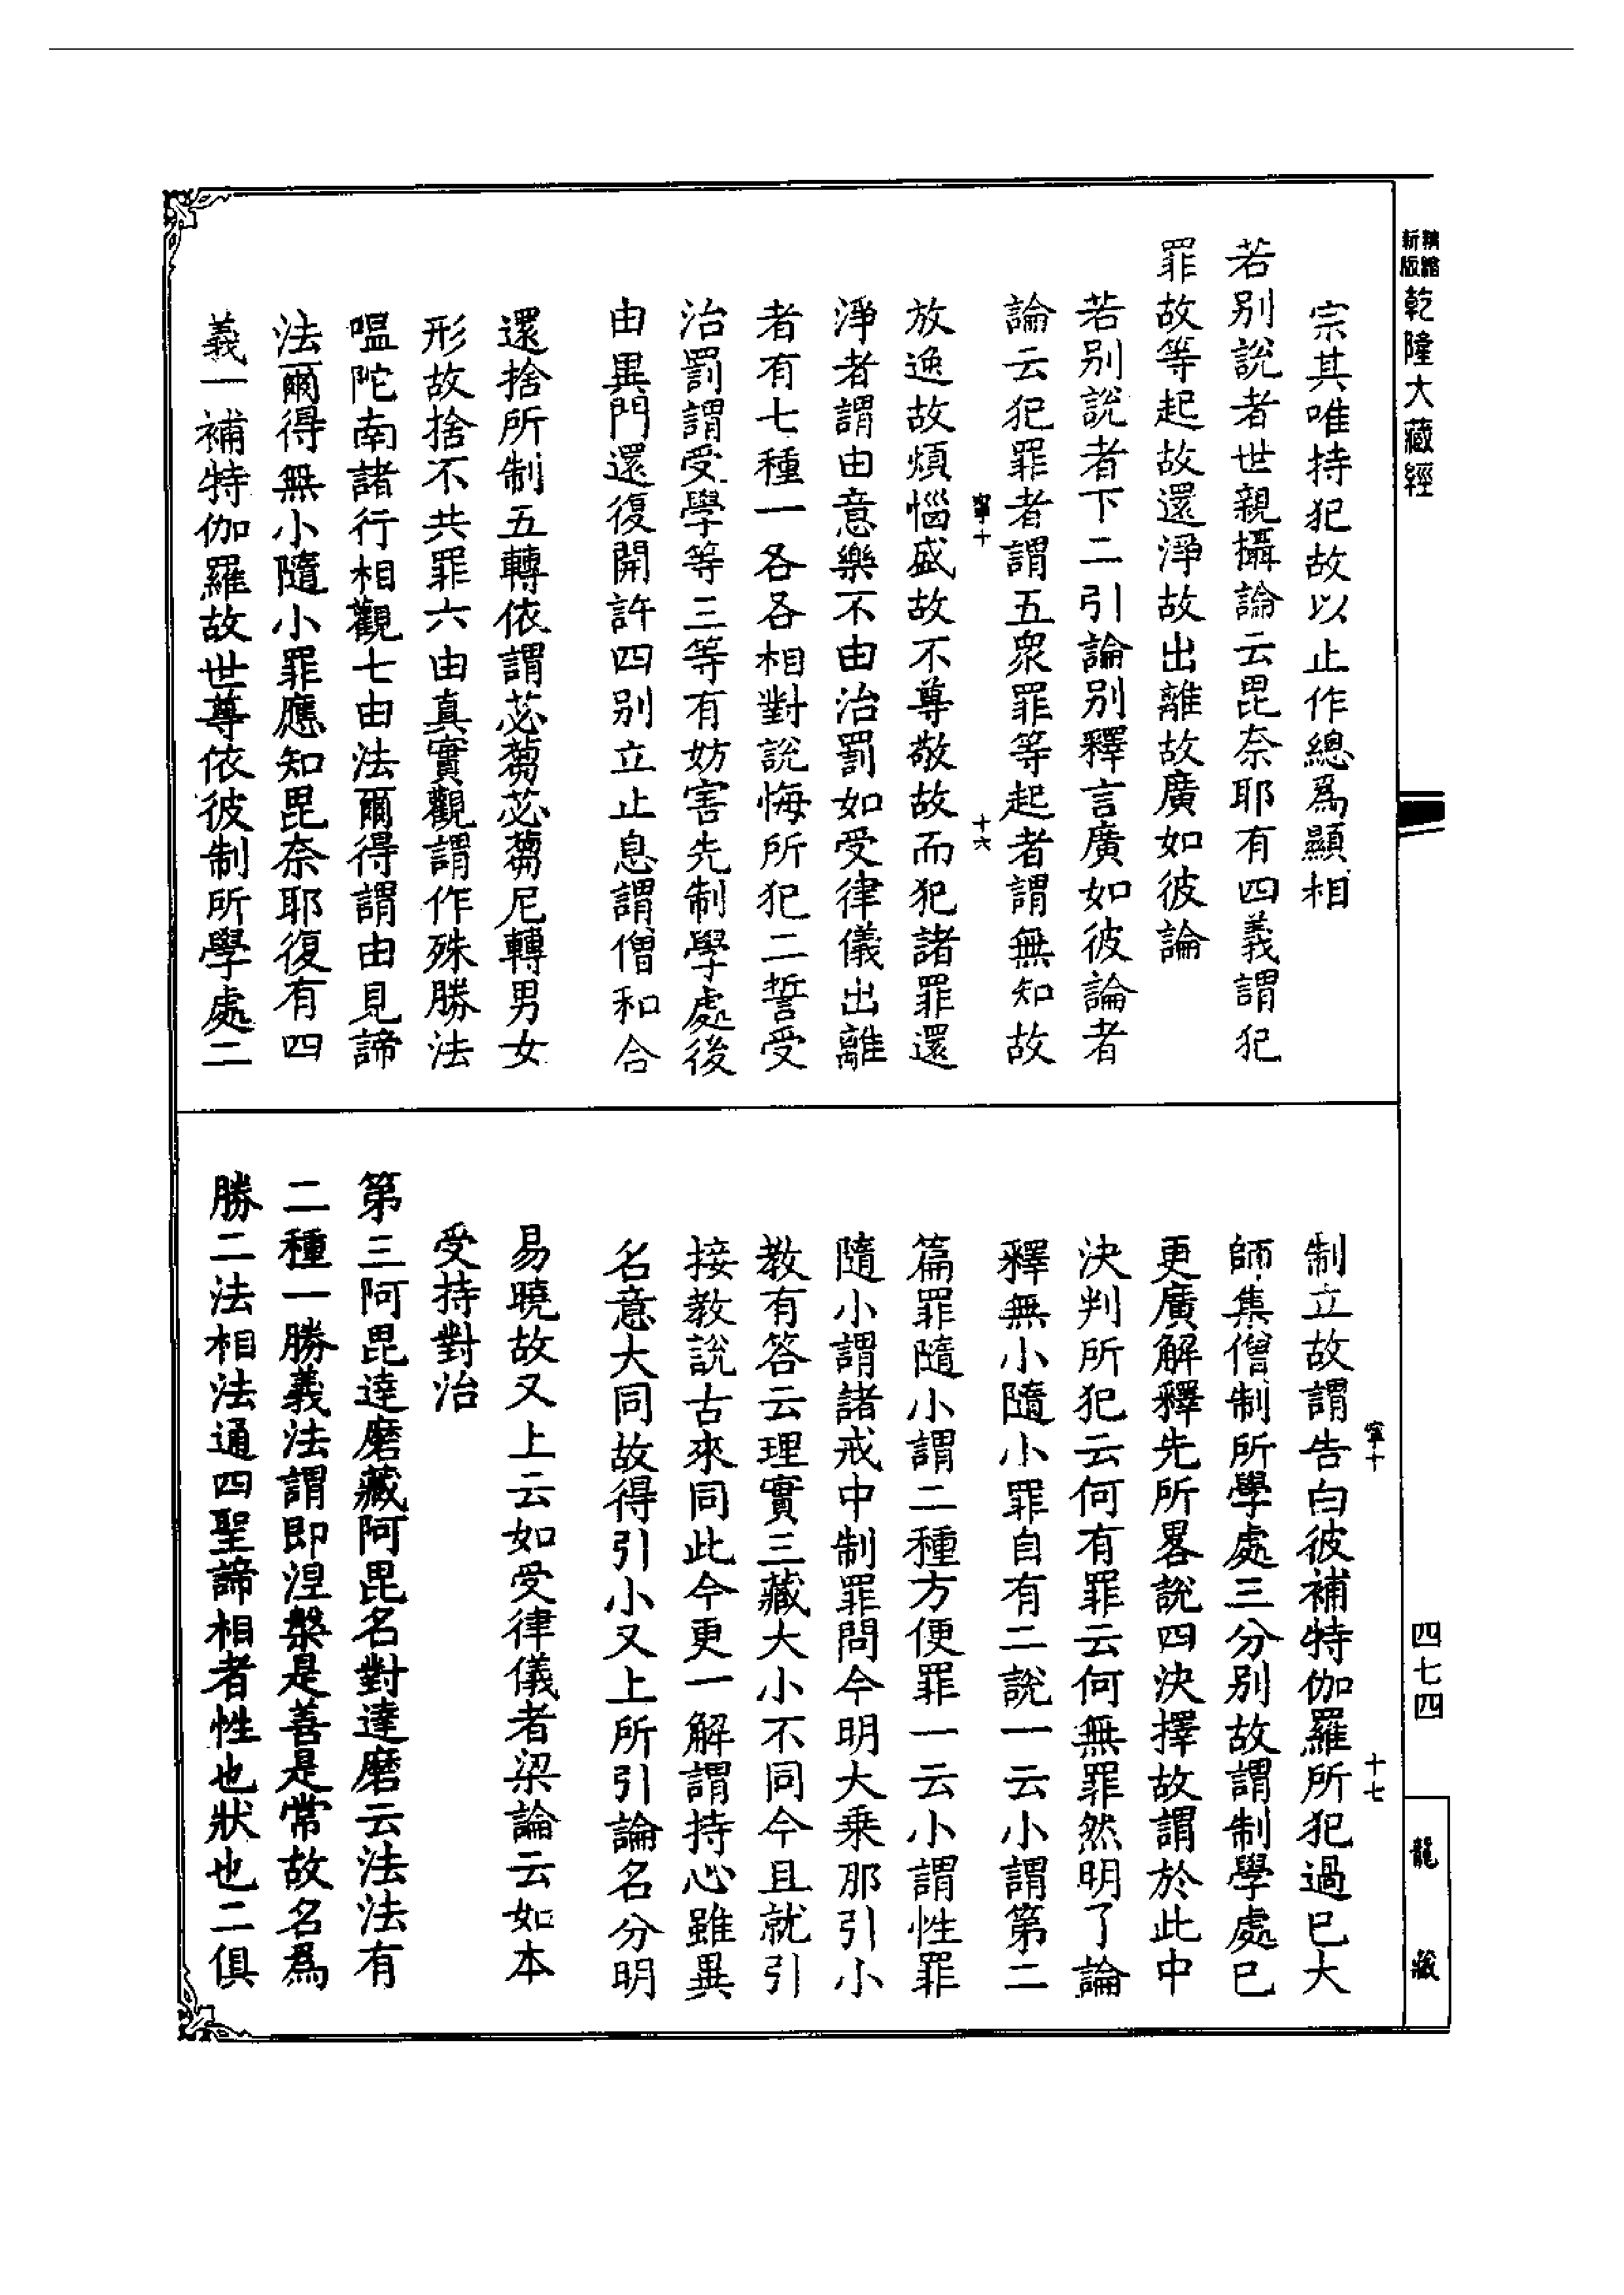 精縮新版乾隆大藏經
四七四
龍藏
宗其唯持犯故以止作總爲顯相
若別説者世親攝論云毘奈耶有四義謂犯
罪故等起故還淨故出離故廣如彼論
若別説者下二引論別釋言廣如彼論者
論云犯罪者謂五衆罪等起者謂無知故
寧十 十六
放逸故煩惱盛故不尊敬故而犯諸罪還
淨者謂由意樂不由治罰如受律儀出離
者有七種一各各相對說悔所犯二誓受
治罰謂受學等三等有妨害先制學處後
由異門還復開許四別立止息謂僧和合
還捨所制五轉依謂苾蒭苾蒭尼轉男女
形故捨不共罪六由真實觀謂作殊勝法
嗢陀南諸行相觀七由法爾得謂由見諦
法爾得無小隨小罪應知毘奈耶復有四
義一補特伽羅故世尊依彼制所學處二
寧十 十七
制立故謂告白彼補特伽羅所犯過已大
師集僧制所學處三分別故謂制學處已
更廣解釋先所畧說四決擇故謂於此中
決判所犯云何有罪云何無罪然明了論
釋無小隨小罪自有二說一云小謂第二
篇罪隨小謂二種方便罪一云小謂性罪
隨小謂諸戒中制罪問今明大乗那引小
教有答云理實三藏大小不同今且就引
接教說古來同此今更一解謂持心雖異
名意大同故得引小又上所引論名分明
易曉故又上云如受律儀者梁論云如本
受持對治
第三阿毘達磨藏阿毘名對達磨云法法有
二種一勝義法謂即涅槃是善是常故名爲
勝二法相法通四聖諦相者性也狀也二俱